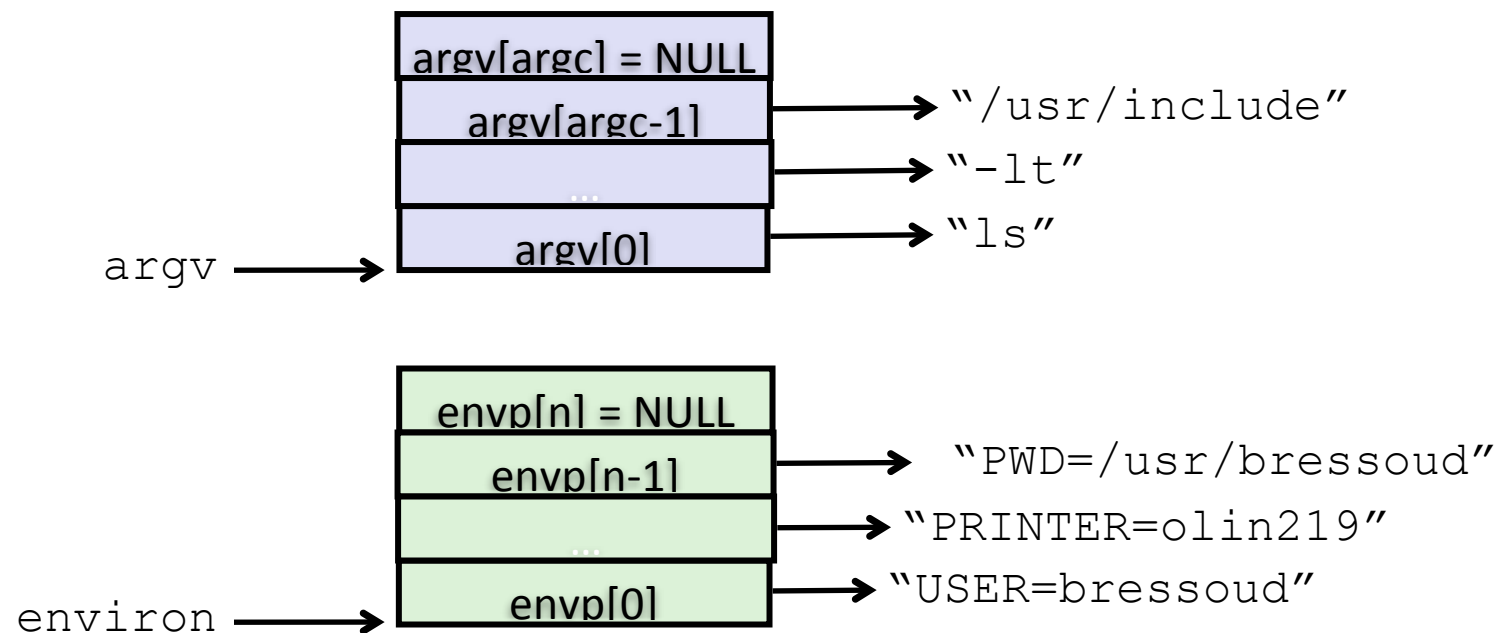 argv[argc] = NULL
argv[argc-1] “/usr/include”
... “-lt”
argv[0] “ls”
argv
envp[n] = NULL
envp[n-1] “PWD=/usr/bressoud”
... “PRINTER=olin219”
envp[0] “USER=bressoud”
environ